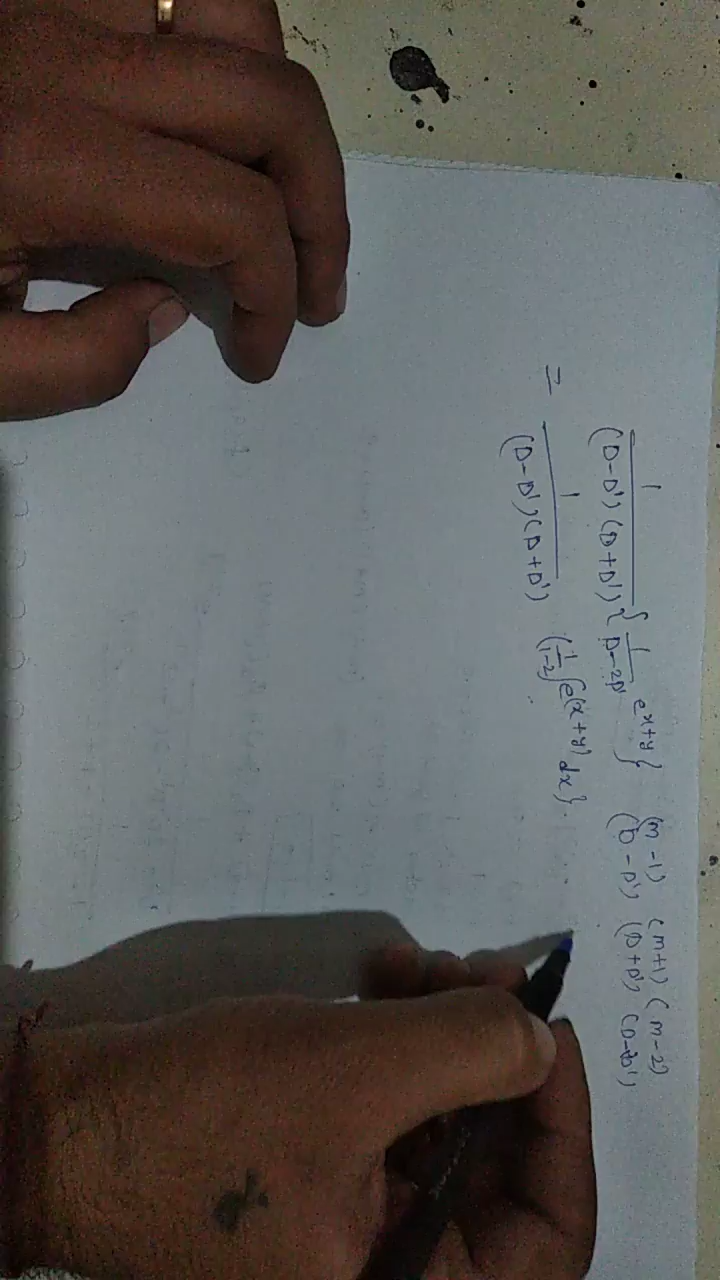 1/((D-D')(D+D')) { 1/(D-2D') e^{x+y} } (m-1) (m+1) (m-2)
(D-D') (D+D') (D-2D')
= 1/((D-D')(D+D')) (1/(1-2) ∫e(x+y) dx}.